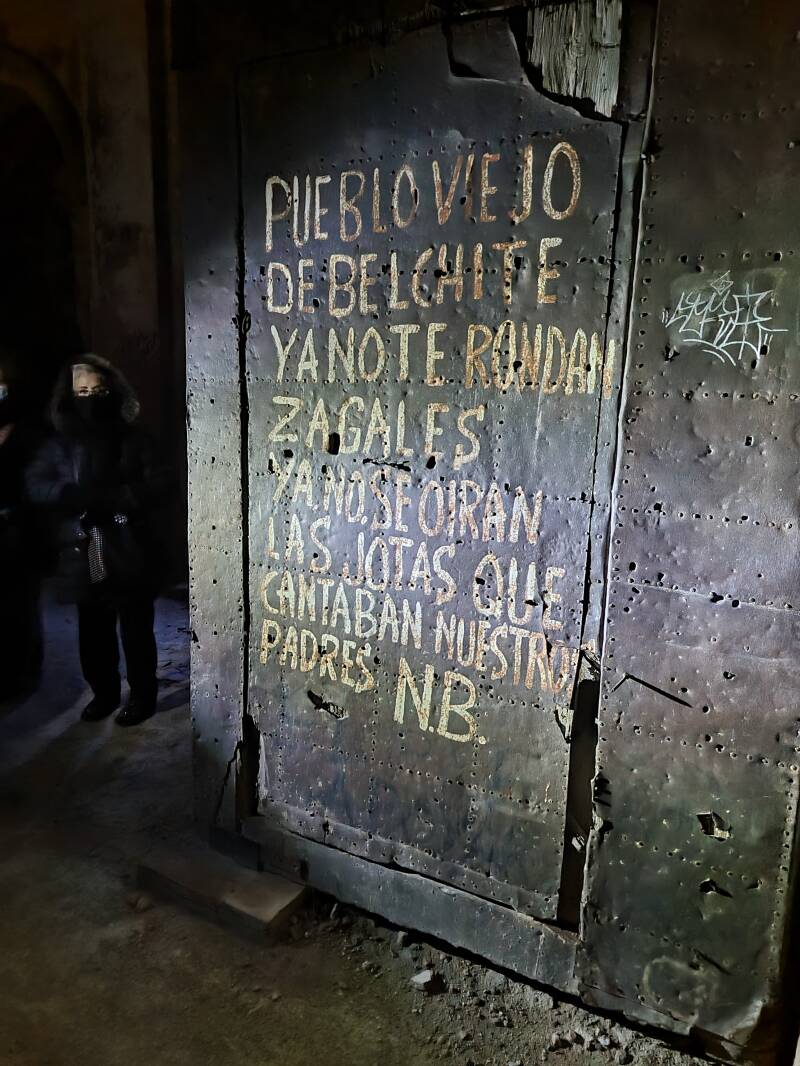 PUEBLO VIEJO
DE BELCHITE
YA NO TE RONDAN
ZAGALES
YA.NO.SE OIRAN
LAS JOTAS QUE
CANTABAN NUESTROS
PADRES N.B.